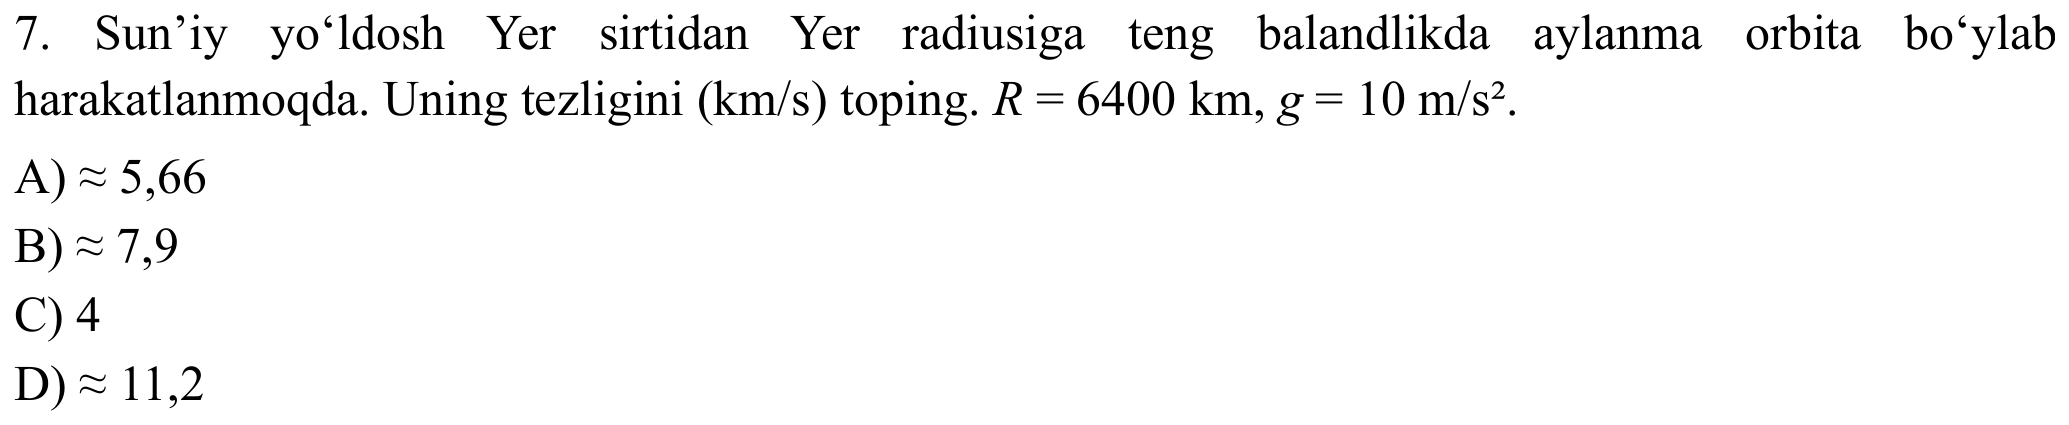 7. Sun’iy yo‘ldosh Yer sirtidan Yer radiusiga teng balandlikda aylanma orbita bo‘ylab
harakatlanmoqda. Uning tezligini (km/s) toping. R = 6400 km, g = 10 m/s².
A) ≈ 5,66
B) ≈ 7,9
C) 4
D) ≈ 11,2